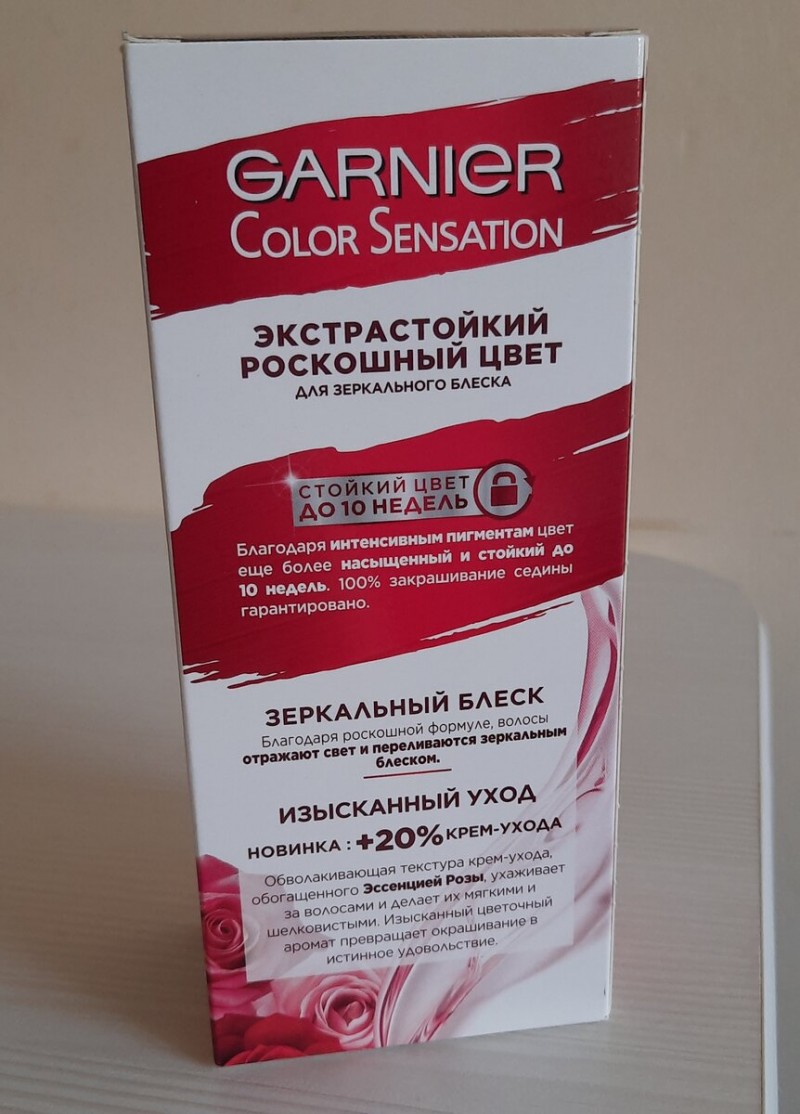 GARNIER
COLOR SENSATION
ЭКСТРАСТОЙКИЙ
РОСКОШНЫЙ ЦВЕТ
ДЛЯ ЗЕРКАЛЬНОГО БЛЕСКА
СТОЙКИЙ ЦВЕТ
ДО 10 НЕДЕЛЬ
Благодаря интенсивным пигментам цвет
еще более насыщенный и стойкий до
10 недель. 100% закрашивание седины
гарантировано.
ЗЕРКАЛЬНЫЙ БЛЕСК
Благодаря роскошной формуле, волосы
отражают свет и переливаются зеркальным
блеском.
ИЗЫСКАННЫЙ УХОД
НОВИНКА : +20% КРЕМ-УХОДА
Обволакивающая текстура крем-ухода,
обогащенного Эссенцией Розы, ухаживает
за волосами и делает их мягкими и
шелковистыми. Изысканный цветочный
аромат превращает окрашивание в
истинное удовольствие.